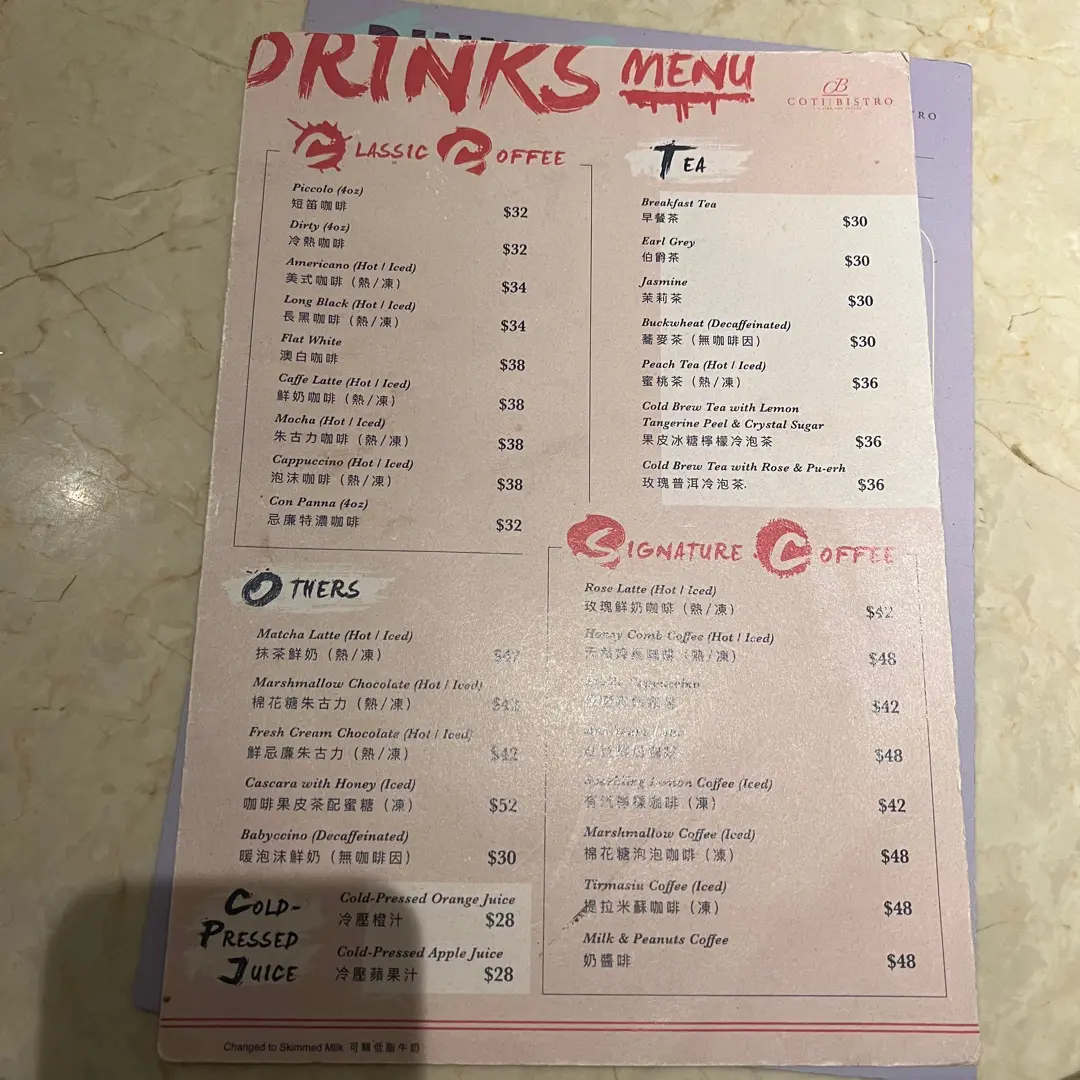 DRINKS MENU
CB
COTI BISTRO
RO
CLASSIC COFFEE
Piccolo (4oz)
短笛咖啡 $32
Dirty (4oz)
冷熱咖啡 $32
Americano (Hot / Iced)
美式咖啡（熱/凍） $34
Long Black (Hot / Iced)
長黑咖啡（熱/凍） $34
Flat White
澳白咖啡 $38
Caffe Latte (Hot / Iced)
鮮奶咖啡（熱/凍） $38
Mocha (Hot / Iced)
朱古力咖啡（熱/凍） $38
Cappuccino (Hot / Iced)
泡沫咖啡（熱/凍） $38
Con Panna (4oz)
忌廉特濃咖啡 $32
TEA
Breakfast Tea
早餐茶 $30
Earl Grey
伯爵茶 $30
Jasmine
茉莉茶 $30
Buckwheat (Decaffeinated)
蕎麥茶（無咖啡因） $30
Peach Tea (Hot / Iced)
蜜桃茶（熱/凍） $36
Cold Brew Tea with Lemon
Tangerine Peel & Crystal Sugar
果皮冰糖檸檬冷泡茶 $36
Cold Brew Tea with Rose & Pu-erh
玫瑰普洱冷泡茶 $36
OTHERS
Matcha Latte (Hot / Iced)
抹茶鮮奶（熱/凍）
Marshmallow Chocolate (Hot / Iced)
棉花糖朱古力（熱/凍）
Fresh Cream Chocolate (Hot / Iced)
鮮忌廉朱古力（熱/凍） $42
Cascara with Honey (Iced)
咖啡果皮茶配蜜糖（凍） $52
Babyccino (Decaffeinated)
暖泡沫鮮奶（無咖啡因） $30
COLD-
PRESSED
JUICE
Cold-Pressed Orange Juice
冷壓橙汁 $28
Cold-Pressed Apple Juice
冷壓蘋果汁 $28
SIGNATURE COFFEE
Rose Latte (Hot / Iced)
玫瑰鮮奶咖啡（熱/凍） $42
Honey Comb Coffee (Hot / Iced)
咖啡（熱/凍） $48
$42
$48
Sparkling Lemon Coffee (Iced)
有汽檸檬咖啡（凍） $42
Marshmallow Coffee (Iced)
棉花糖泡泡咖啡（凍） $48
Tirmasiu Coffee (Iced)
提拉米蘇咖啡（凍） $48
Milk & Peanuts Coffee
奶醬啡 $48
Changed to Skimmed Milk 可轉低脂牛奶